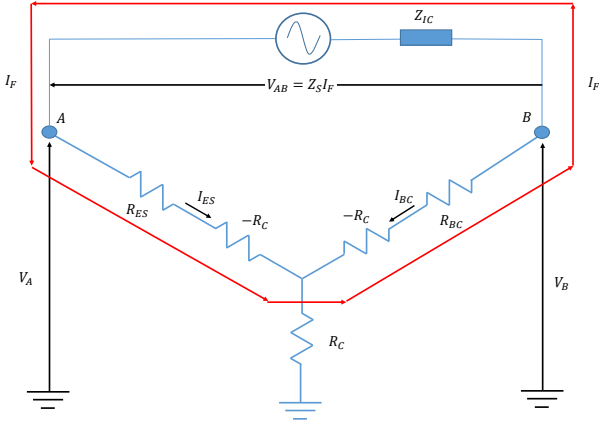 Z_IC
I_F
I_F
V_AB = Z_S I_F
A
B
I_ES
I_BC
R_ES
−R_C
−R_C
R_BC
V_A
V_B
R_C